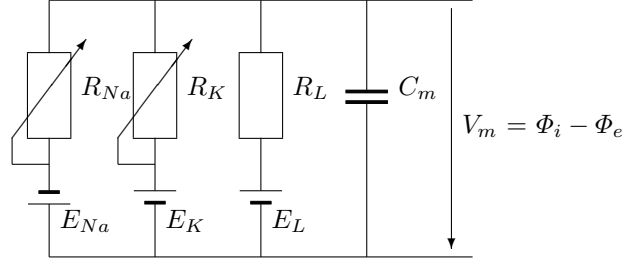 R_{Na} R_K R_L C_m
V_m = Φ_i − Φ_e
E_{Na} E_K E_L